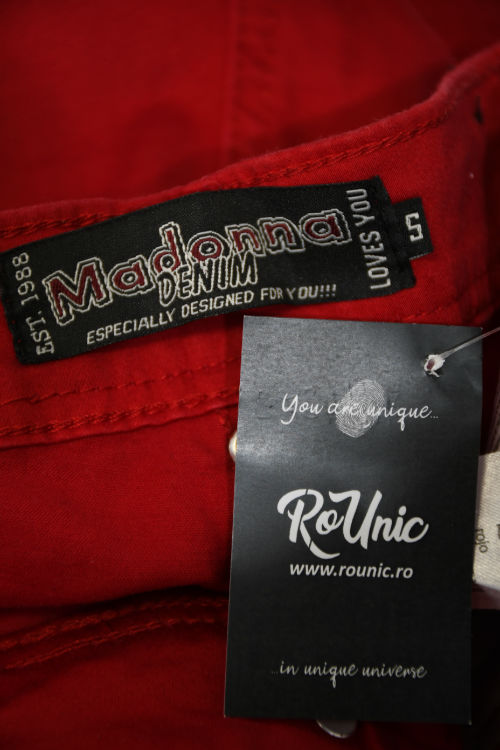 EST. 1988
Madonna
DENIM
ESPECIALLY DESIGNED FOR YOU!!!
LOVES YOU
S
You are unique...
RoUnic
www.rounic.ro
...in unique universe